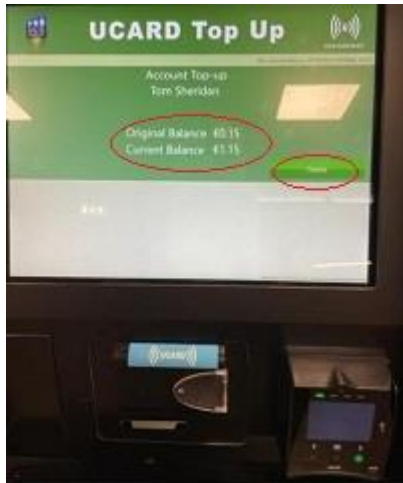 UCARD Top Up
Account Top-up
Tom Sheridan
Original Balance €0.15
Current Balance €1.15
((UCARD))